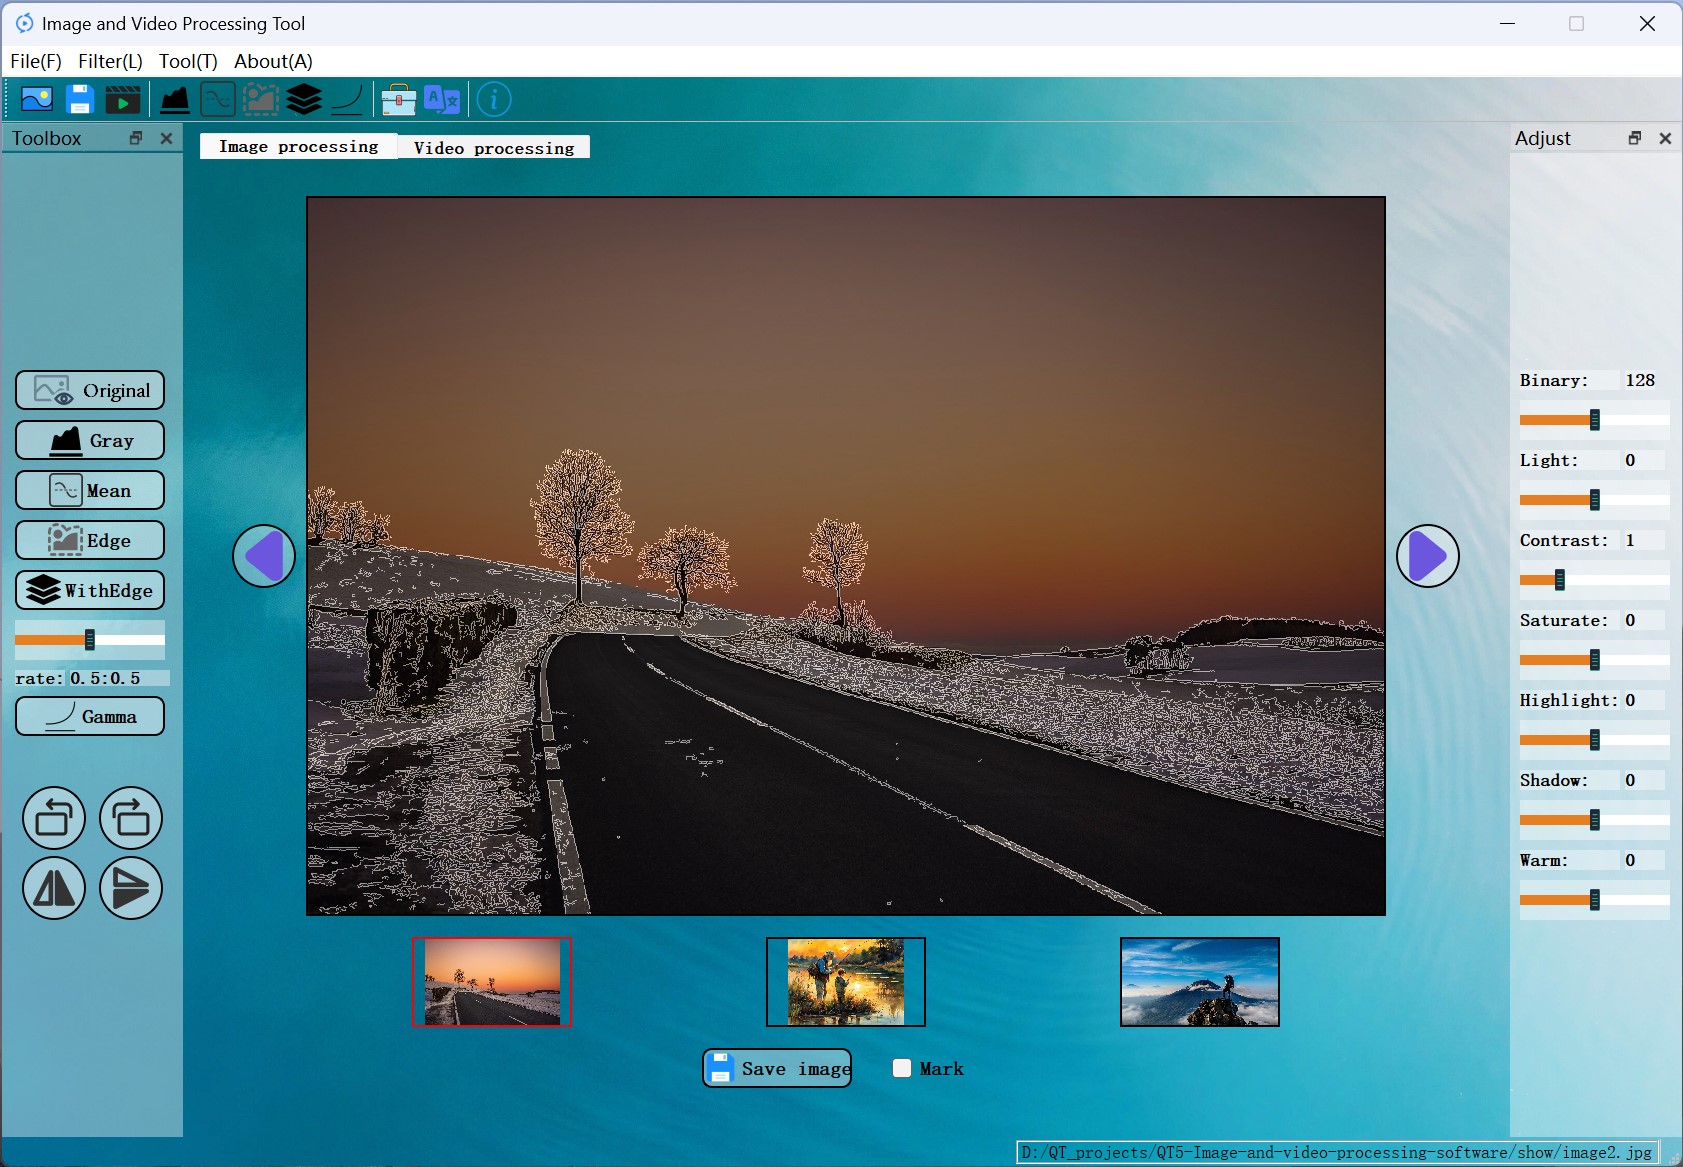 Image and Video Processing Tool
File(F) Filter(L) Tool(T) About(A)
Toolbox
Image processing Video processing
Adjust
Original
Gray
Mean
Edge
WithEdge
rate: 0.5:0.5
Gamma
Binary: 128
Light: 0
Contrast: 1
Saturate: 0
Highlight: 0
Shadow: 0
Warm: 0
Save image
Mark
D:/QT_projects/QT5-Image-and-video-processing-software/show/image2.jpg